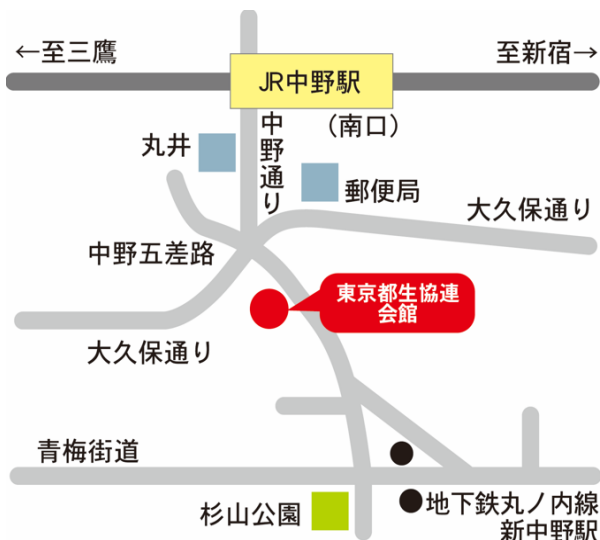 ←至三鷹
至新宿→
JR中野駅
（南口）
中野通り
丸井
郵便局
大久保通り
中野五差路
東京都生協連
会館
大久保通り
青梅街道
杉山公園
地下鉄丸ノ内線
新中野駅